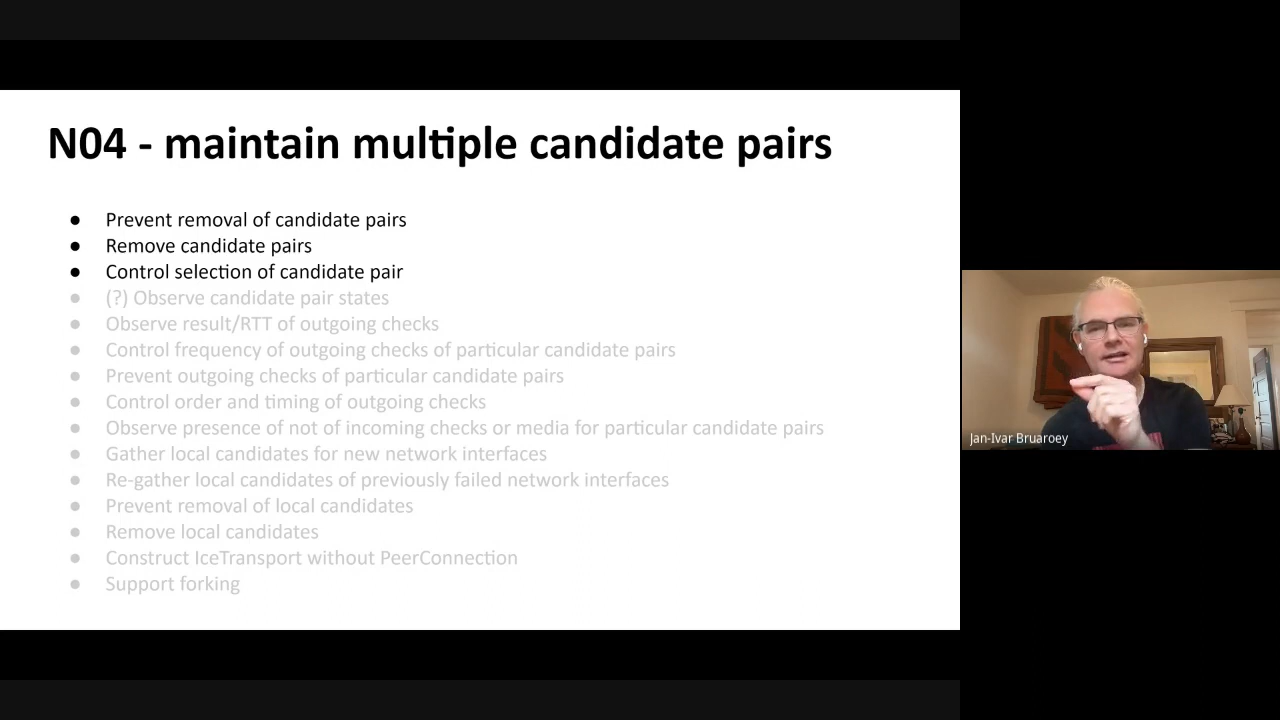 N04 - maintain multiple candidate pairs
● Prevent removal of candidate pairs
● Remove candidate pairs
● Control selection of candidate pair
● (?) Observe candidate pair states
● Observe result/RTT of outgoing checks
● Control frequency of outgoing checks of particular candidate pairs
● Prevent outgoing checks of particular candidate pairs
● Control order and timing of outgoing checks
● Observe presence of not of incoming checks or media for particular candidate pairs
● Gather local candidates for new network interfaces
● Re-gather local candidates of previously failed network interfaces
● Prevent removal of local candidates
● Remove local candidates
● Construct IceTransport without PeerConnection
● Support forking
Jan-Ivar Bruaroey